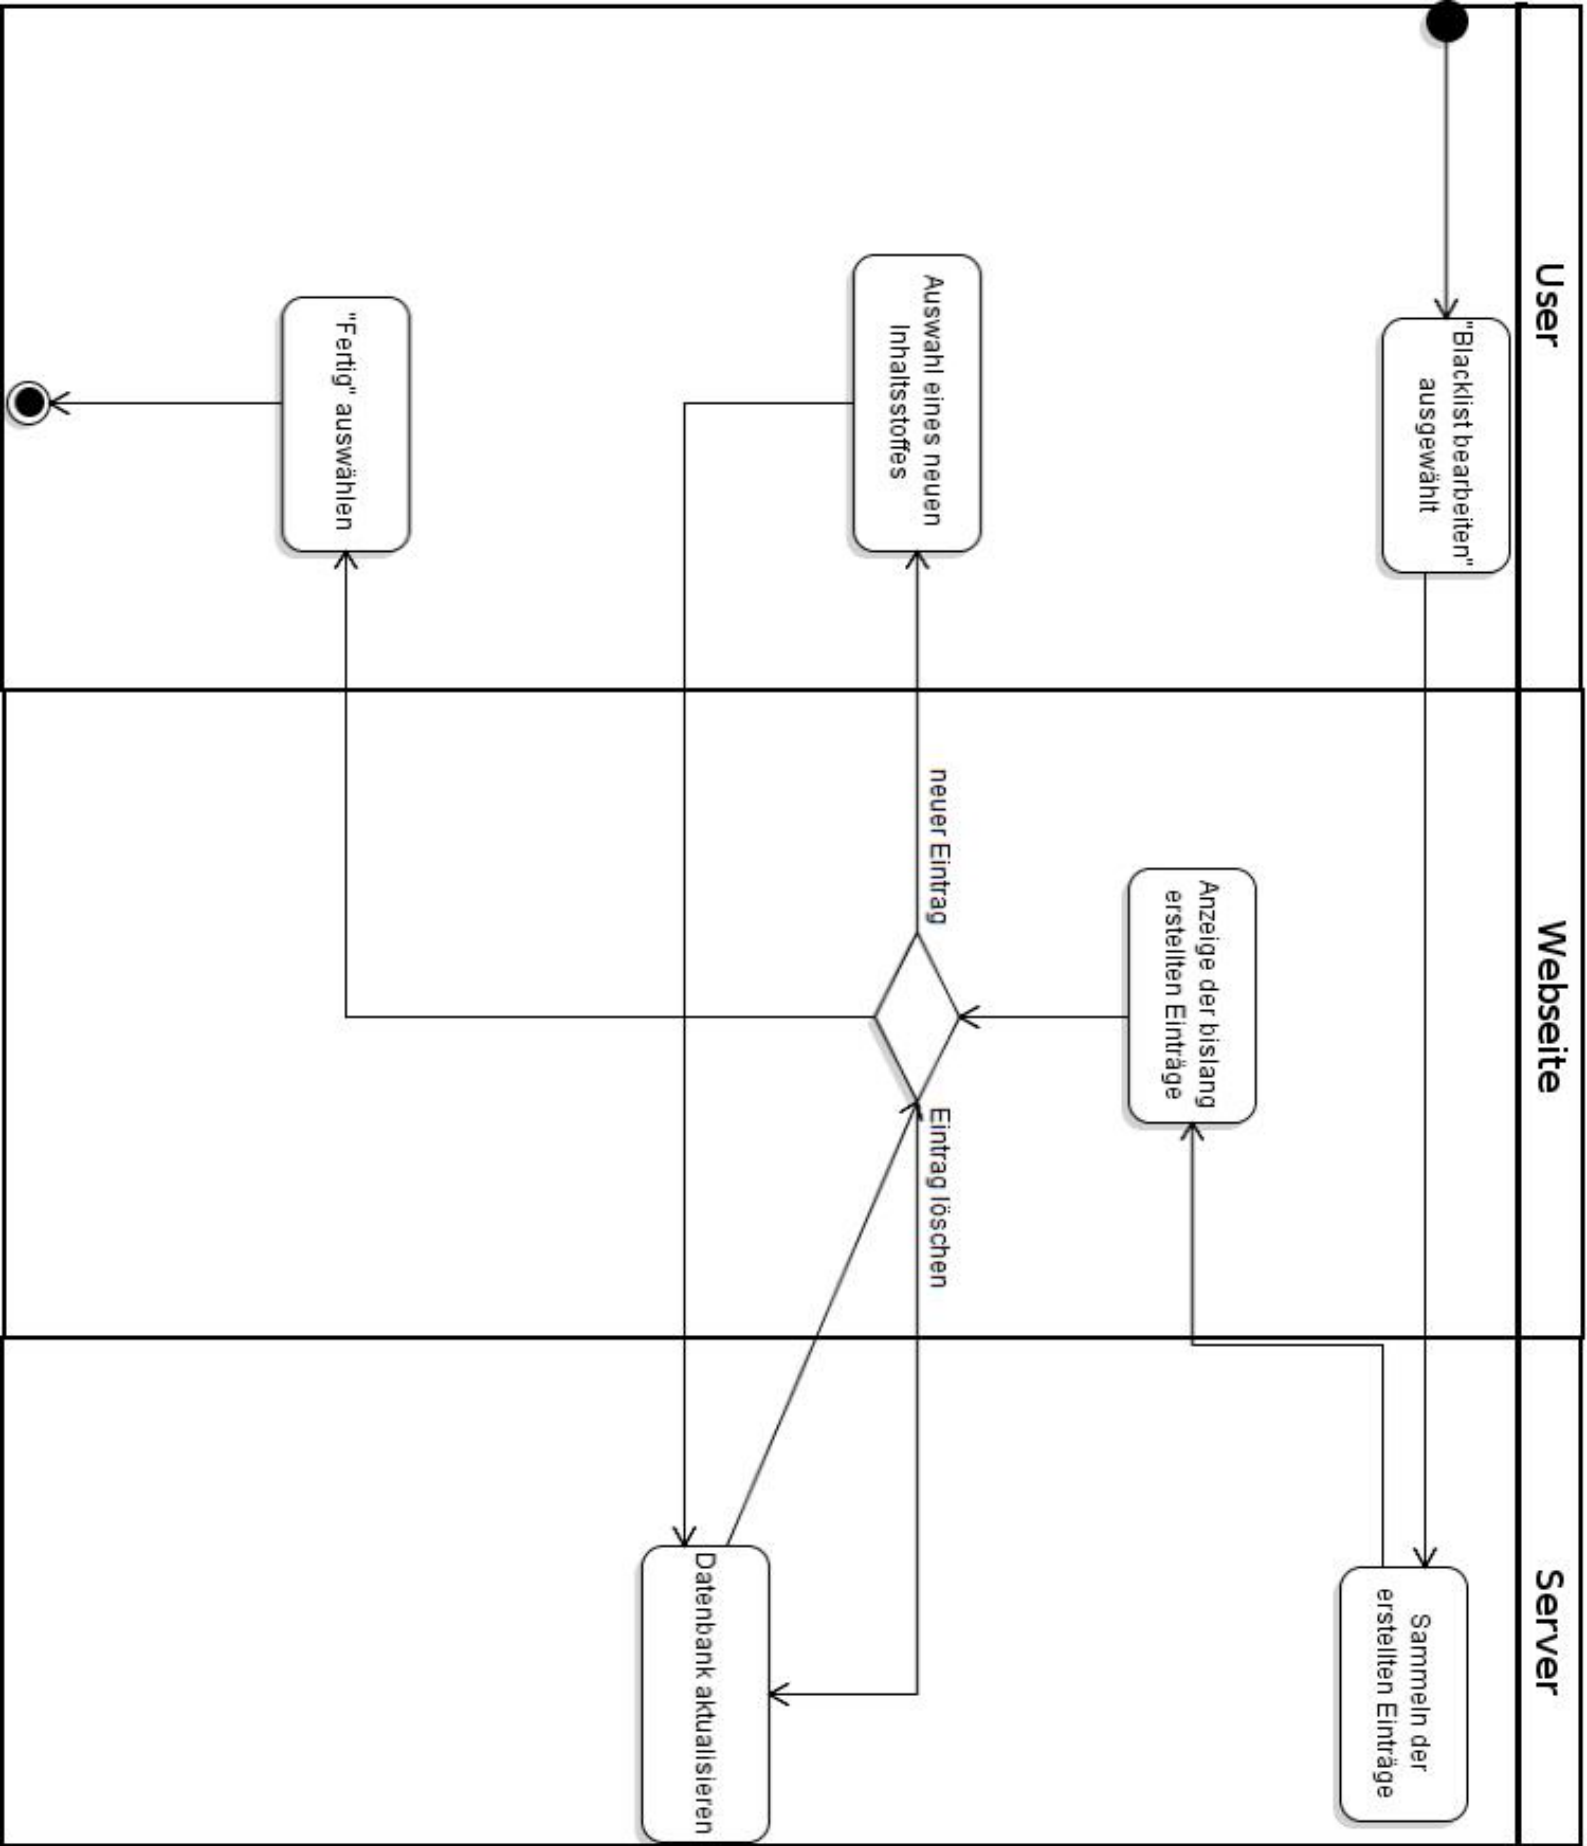 User
Webseite
Server
"Blacklist bearbeiten"
ausgewählt
Sammeln der
erstellten Einträge
Anzeige der bislang
erstellten Einträge
neuer Eintrag
Eintrag löschen
Auswahl eines neuen
Inhaltsstoffes
Datenbank aktualisieren
"Fertig" auswählen